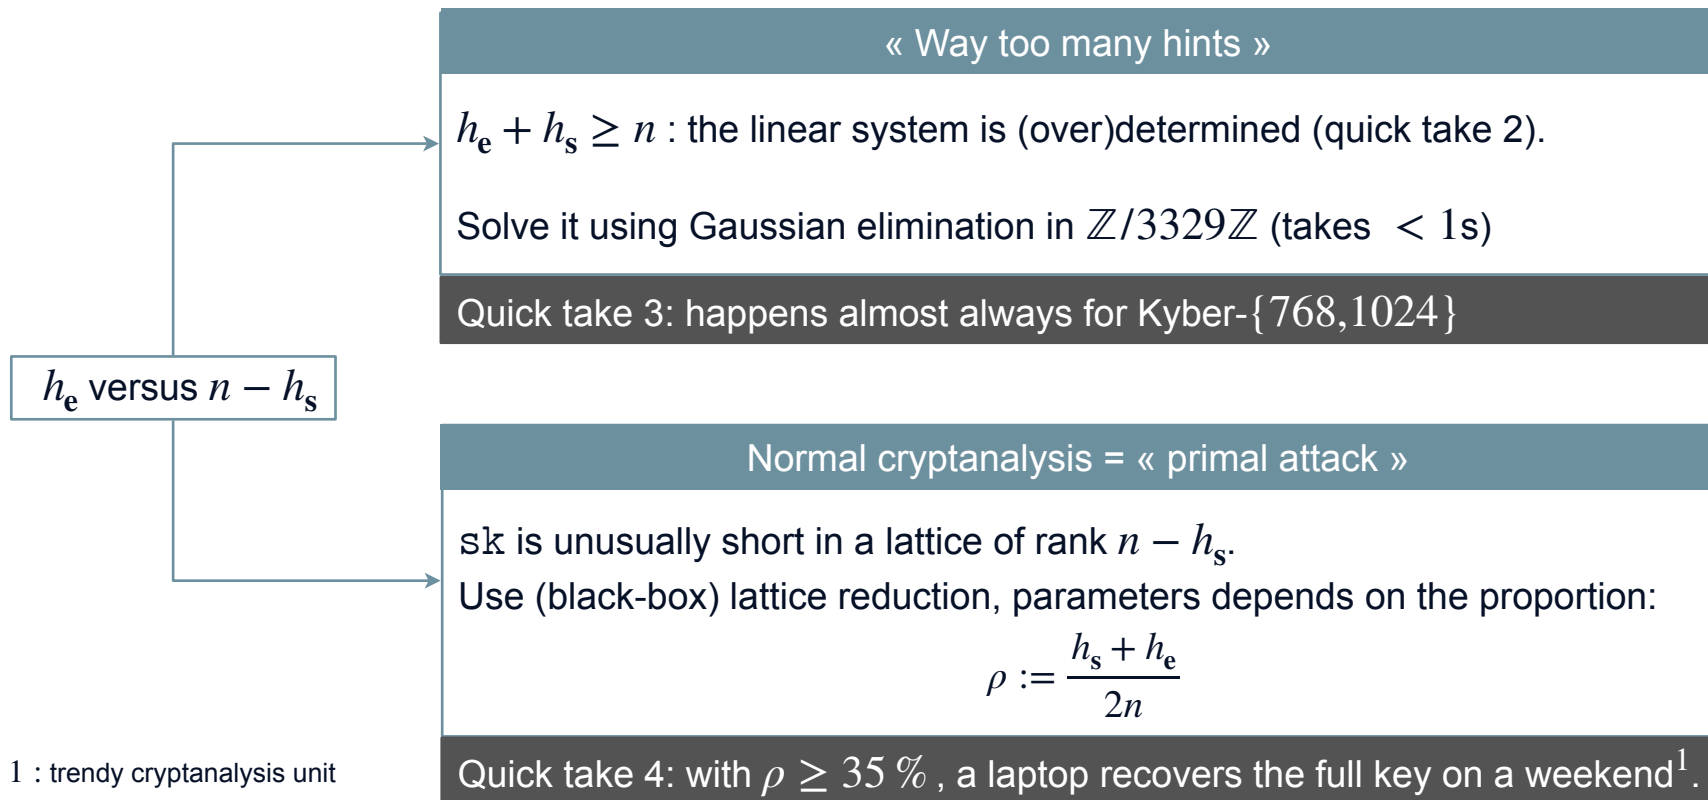 « Way too many hints »
h_e + h_s ≥ n : the linear system is (over)determined (quick take 2).
Solve it using Gaussian elimination in ℤ/3329ℤ (takes < 1s)
Quick take 3: happens almost always for Kyber-{768,1024}
h_e versus n − h_s
Normal cryptanalysis = « primal attack »
sk is unusually short in a lattice of rank n − h_s.
Use (black-box) lattice reduction, parameters depends on the proportion:
ρ := (h_s + h_e) / 2n
Quick take 4: with ρ ≥ 35 % , a laptop recovers the full key on a weekend¹.
1 : trendy cryptanalysis unit